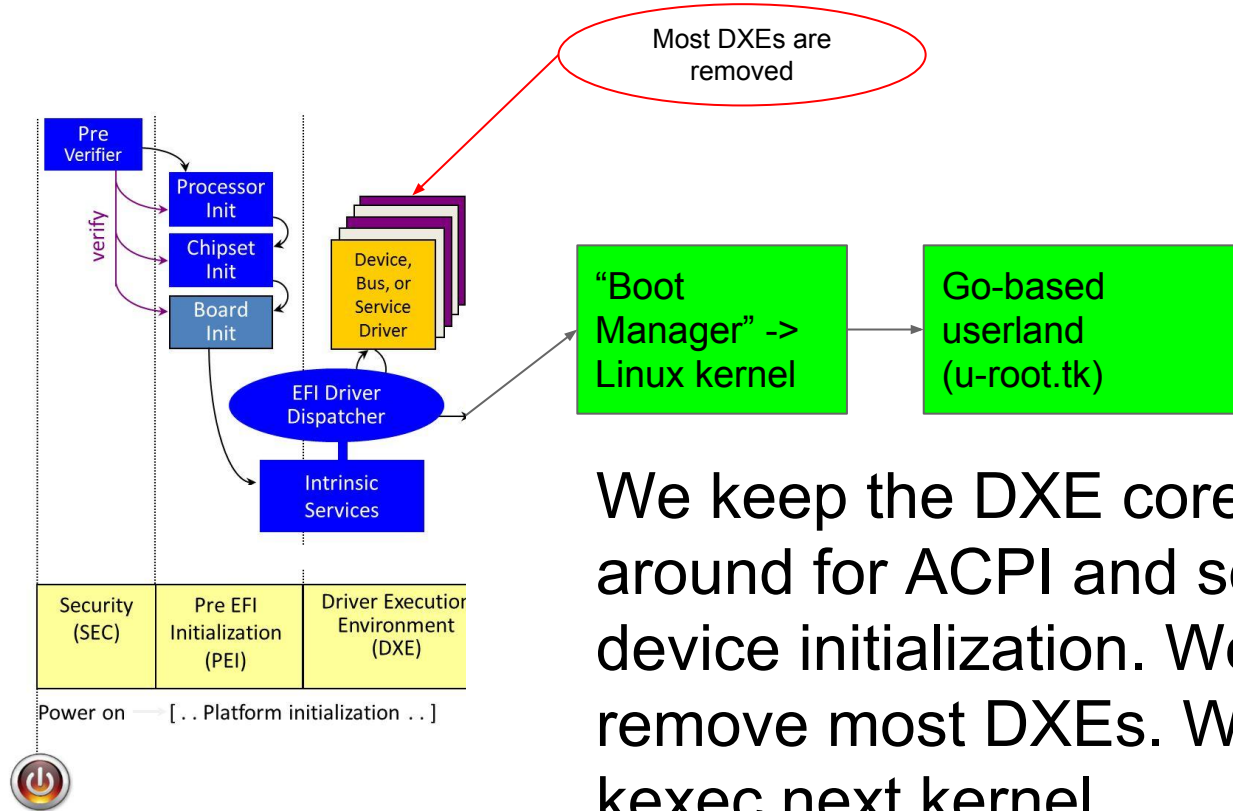 Most DXEs are
removed
Pre
Verifier
verify
Processor
Init
Chipset
Init
Board
Init
Device,
Bus, or
Service
Driver
EFI Driver
Dispatcher
Intrinsic
Services
“Boot
Manager” ->
Linux kernel
Go-based
userland
(u-root.tk)
We keep the DXE core
around for ACPI and
device initialization.
remove most DXEs.
kexec next kernel
Security
(SEC)
Pre EFI
Initialization
(PEI)
Driver Execution
Environment
(DXE)
Power on
[ . . Platform initialization . . ]